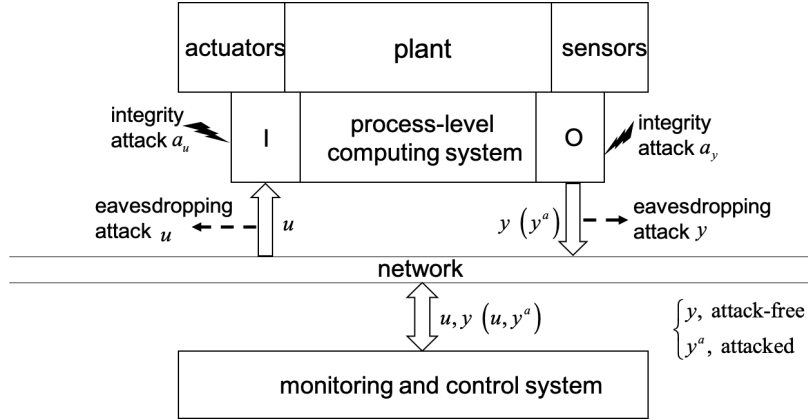 actuators
plant
sensors
integrity
attack a_u
I
process-level
computing system
O
integrity
attack a_y
eavesdropping
attack u
u
y (y^a)
eavesdropping
attack y
network
u, y (u, y^a)
{ y, attack-free
y^a, attacked
monitoring and control system